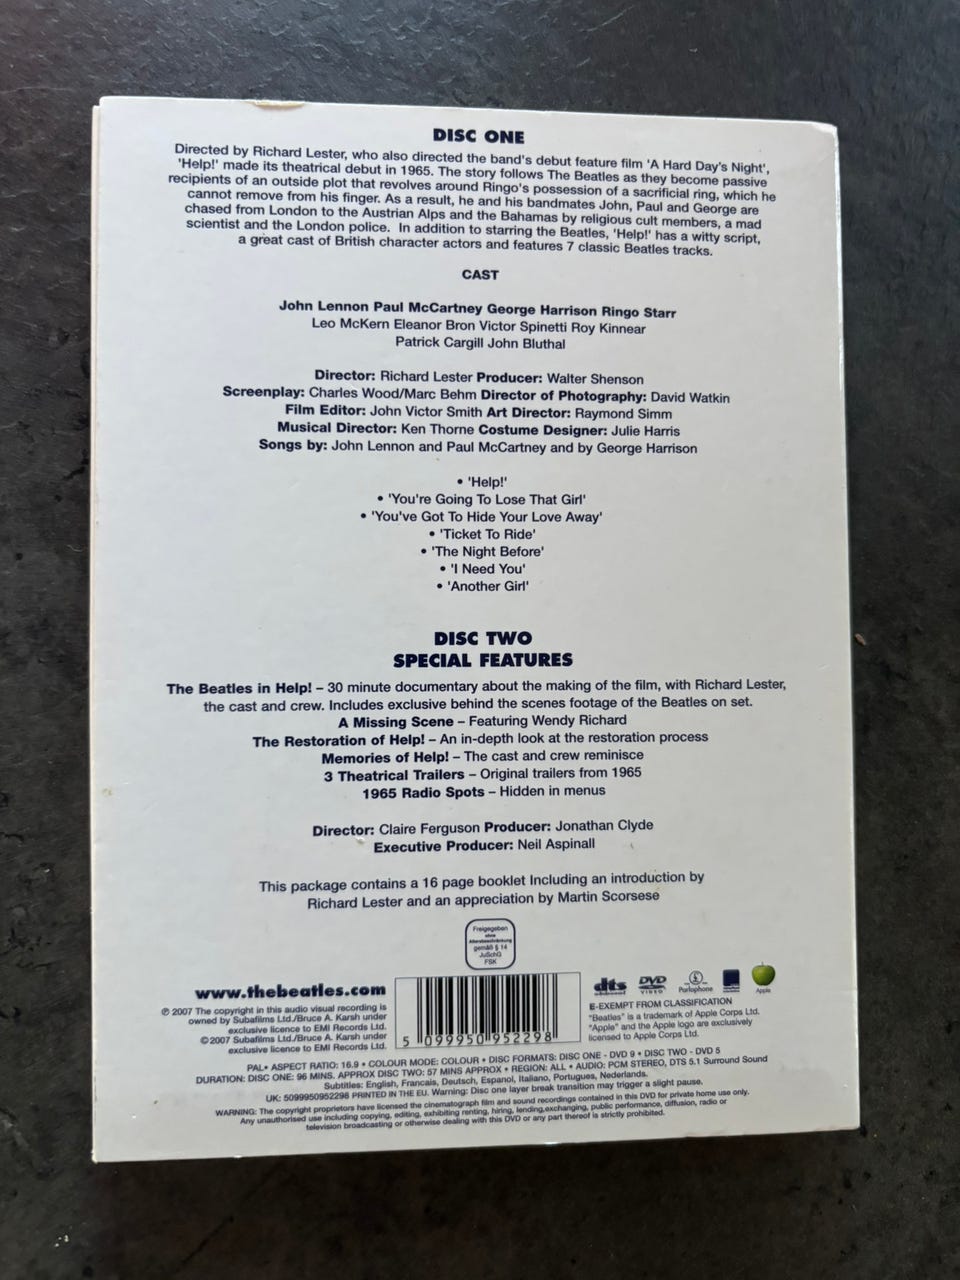 DISC ONE
Directed by Richard Lester, who also directed the band's debut feature film 'A Hard Day's Night',
'Help!' made its theatrical debut in 1965. The story follows The Beatles as they become passive
recipients of an outside plot that revolves around Ringo's possession of a sacrificial ring, which he
cannot remove from his finger. As a result, he and his bandmates John, Paul and George are
chased from London to the Austrian Alps and the Bahamas by religious cult members, a mad
scientist and the London police. In addition to starring the Beatles, 'Help!' has a witty script,
a great cast of British character actors and features 7 classic Beatles tracks.
CAST
John Lennon Paul McCartney George Harrison Ringo Starr
Leo McKern Eleanor Bron Victor Spinetti Roy Kinnear
Patrick Cargill John Bluthal
Director: Richard Lester Producer: Walter Shenson
Screenplay: Charles Wood/Marc Behm Director of Photography: David Watkin
Film Editor: John Victor Smith Art Director: Raymond Simm
Musical Director: Ken Thorne Costume Designer: Julie Harris
Songs by: John Lennon and Paul McCartney and by George Harrison
• 'Help!'
• 'You're Going To Lose That Girl'
• 'You've Got To Hide Your Love Away'
• 'Ticket To Ride'
• 'The Night Before'
• 'I Need You'
• 'Another Girl'
DISC TWO
SPECIAL FEATURES
The Beatles in Help! – 30 minute documentary about the making of the film, with Richard Lester,
the cast and crew. Includes exclusive behind the scenes footage of the Beatles on set.
A Missing Scene – Featuring Wendy Richard
The Restoration of Help! – An in-depth look at the restoration process
Memories of Help! – The cast and crew reminisce
3 Theatrical Trailers – Original trailers from 1965
1965 Radio Spots – Hidden in menus
Director: Claire Ferguson Producer: Jonathan Clyde
Executive Producer: Neil Aspinall
This package contains a 16 page booklet Including an introduction by
Richard Lester and an appreciation by Martin Scorsese
Freigegeben
ohne
Altersbeschränkung
gemäß § 14
JuSchG
FSK
www.thebeatles.com
℗ 2007 The copyright in this audio visual recording is
owned by Subafilms Ltd./Bruce A. Karsh under
exclusive licence to EMI Records Ltd.
© 2007 Subafilms Ltd./Bruce A. Karsh under
exclusive licence to EMI Records Ltd.
5 099950 952298
dts
DVD
VIDEO
Parlophone
Apple
E-EXEMPT FROM CLASSIFICATION
"Beatles" is a trademark of Apple Corps Ltd.
"Apple" and the Apple logo are exclusively
licensed to Apple Corps Ltd.
PAL• ASPECT RATIO: 16.9 • COLOUR MODE: COLOUR • DISC FORMATS: DISC ONE - DVD 9 • DISC TWO - DVD 5
DURATION: DISC ONE: 96 MINS. APPROX DISC TWO: 57 MINS APPROX • REGION: ALL • AUDIO: PCM STEREO, DTS 5.1 Surround Sound
Subtitles: English, Francais, Deutsch, Espanol, Italiano, Portugues, Nederlands.
UK: 5099950952298 PRINTED IN THE EU. Warning: Disc one layer break transition may trigger a slight pause.
WARNING: The copyright proprietors have licensed the cinematograph film and sound recordings contained in this DVD for private home use only.
Any unauthorised use including copying, editing, exhibiting renting, hiring, lending,exchanging, public performance, diffusion, radio or
television broadcasting or otherwise dealing with this DVD or any part thereof is strictly prohibited.